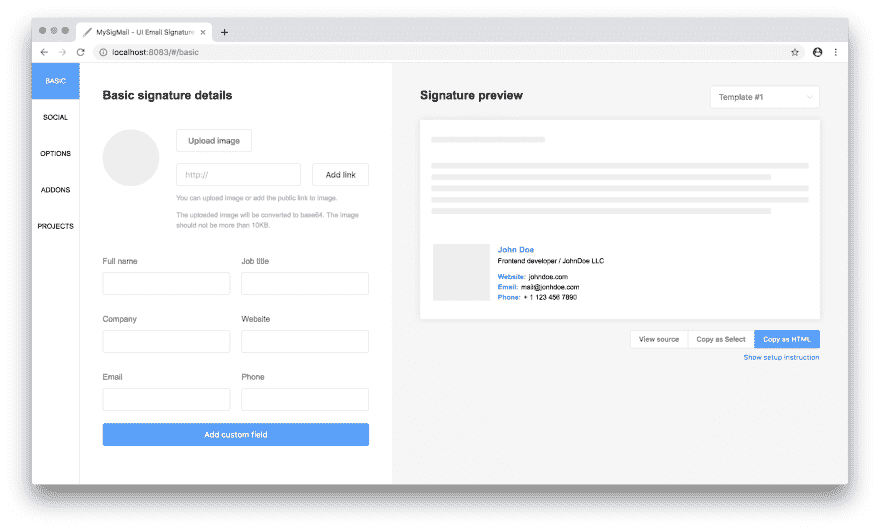 MySigMail - UI Email Signature
localhost:8083/#/basic
BASIC
SOCIAL
OPTIONS
ADDONS
PROJECTS
Basic signature details
Upload image
http://
Add link
You can upload image or add the public link to image.
The uploaded image will be converted to base64. The image
should not be more than 10KB.
Full name
Job title
Company
Website
Email
Phone
Add custom field
Signature preview
Template #1
John Doe
Frontend developer / JohnDoe LLC
Website: johndoe.com
Email: mail@jonhdoe.com
Phone: + 1 123 456 7890
View source
Copy as Select
Copy as HTML
Show setup instruction